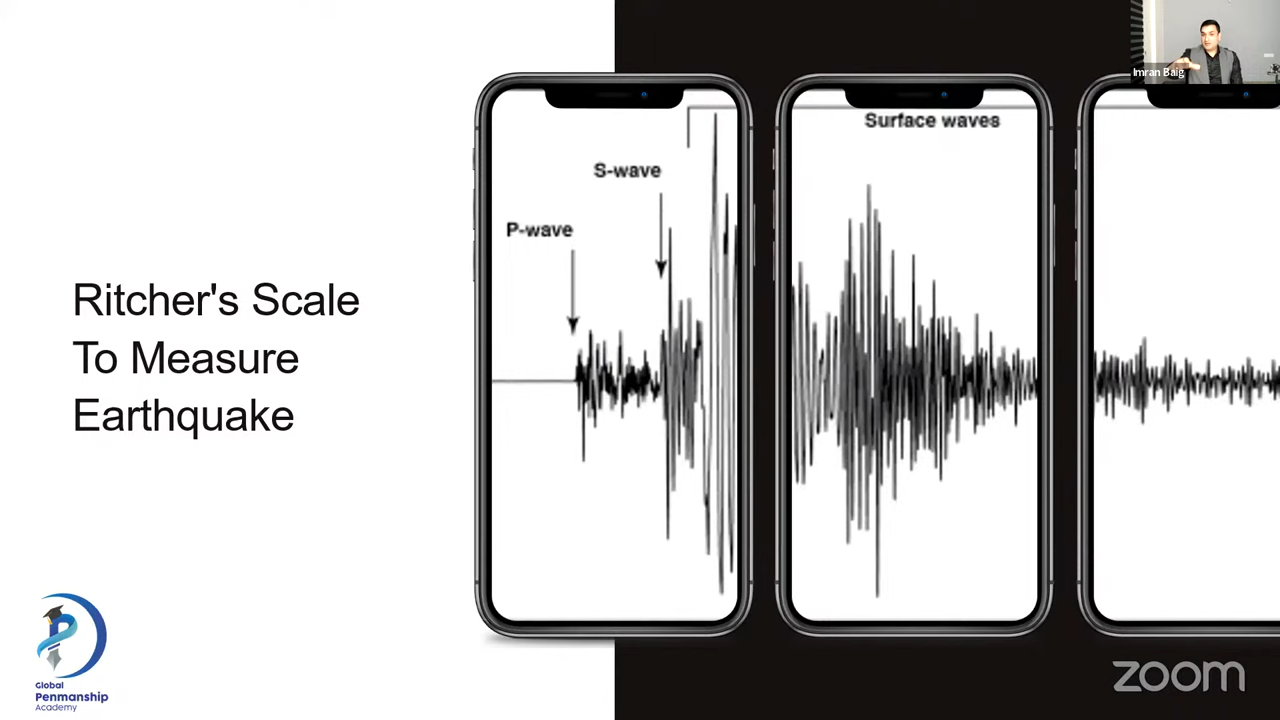 Imran Baig
Surface waves
S-wave
P-wave
Ritcher's Scale
To Measure
Earthquake
P
Global
Penmanship
Academy
zoom